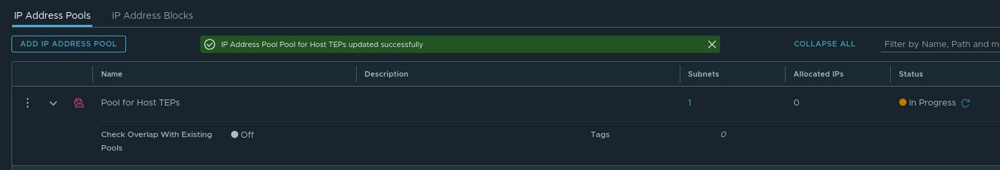 IP Address Pools IP Address Blocks
ADD IP ADDRESS POOL IP Address Pool Pool for Host TEPs updated successfully COLLAPSE ALL Filter by Name, Path and m
Name Description Subnets Allocated IPs Status
Pool for Host TEPs 1 0 In Progress
Check Overlap With Existing Off Tags 0
Pools